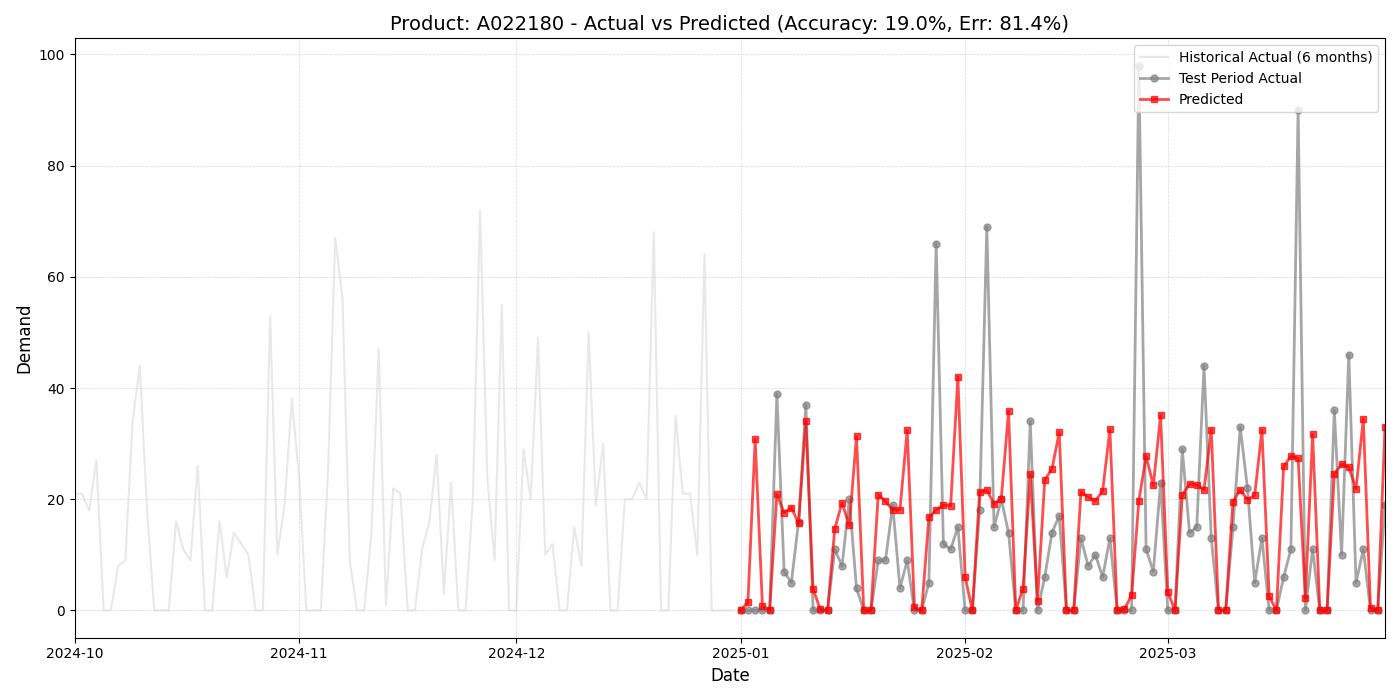 Product: A022180 - Actual vs Predicted (Accuracy: 19.0%, Err: 81.4%)
Historical Actual (6 months)
Test Period Actual
Predicted
100
80
60
40
20
0
Demand
2024-10
2024-11
2024-12
2025-01
2025-02
2025-03
Date